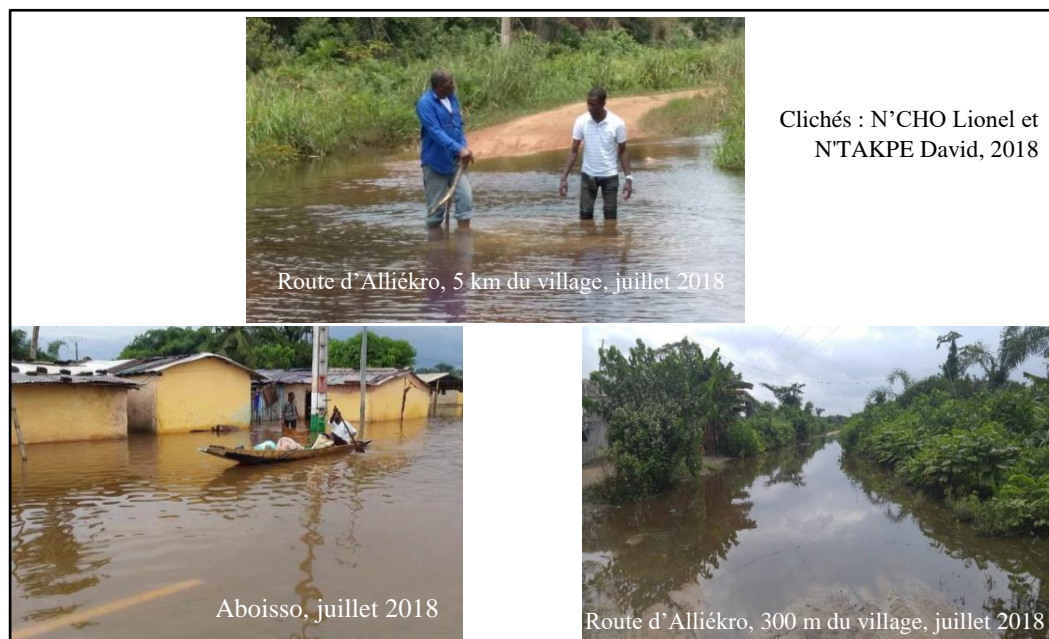 Clichés : N’CHO Lionel et
N'TAKPE David, 2018
Route d’Alliékro, 5 km du village, juillet 2018
Aboisso, juillet 2018
Route d’Alliékro, 300 m du village, juillet 2018